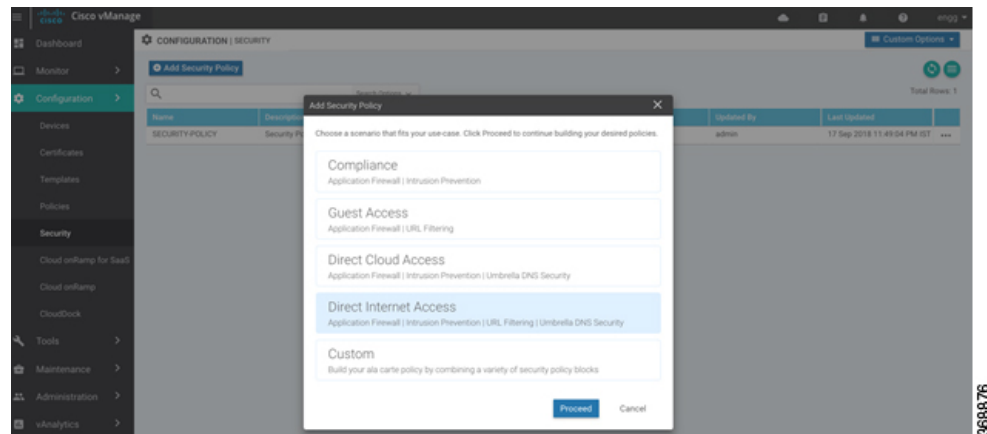 cisco Cisco vManage
engg
Dashboard
CONFIGURATION | SECURITY
Custom Options
Monitor
Add Security Policy
Configuration
Search Options
Total Rows: 1
Add Security Policy
Name
Descriptio
Updated By
Last Updated
Devices
SECURITY-POLICY
Security Po
admin
17 Sep 2018 11:49:04 PM IST
Choose a scenario that fits your use-case. Click Proceed to continue building your desired policies.
Certificates
Compliance
Application Firewall | Intrusion Prevention
Templates
Policies
Guest Access
Application Firewall | URL Filtering
Security
Cloud onRamp for SaaS
Direct Cloud Access
Application Firewall | Intrusion Prevention | Umbrella DNS Security
Cloud onRamp
Direct Internet Access
Application Firewall | Intrusion Prevention | URL Filtering | Umbrella DNS Security
CloudDock
Tools
Custom
Build your ala carte policy by combining a variety of security policy blocks
Maintenance
Administration
Proceed
Cancel
vAnalytics
368876